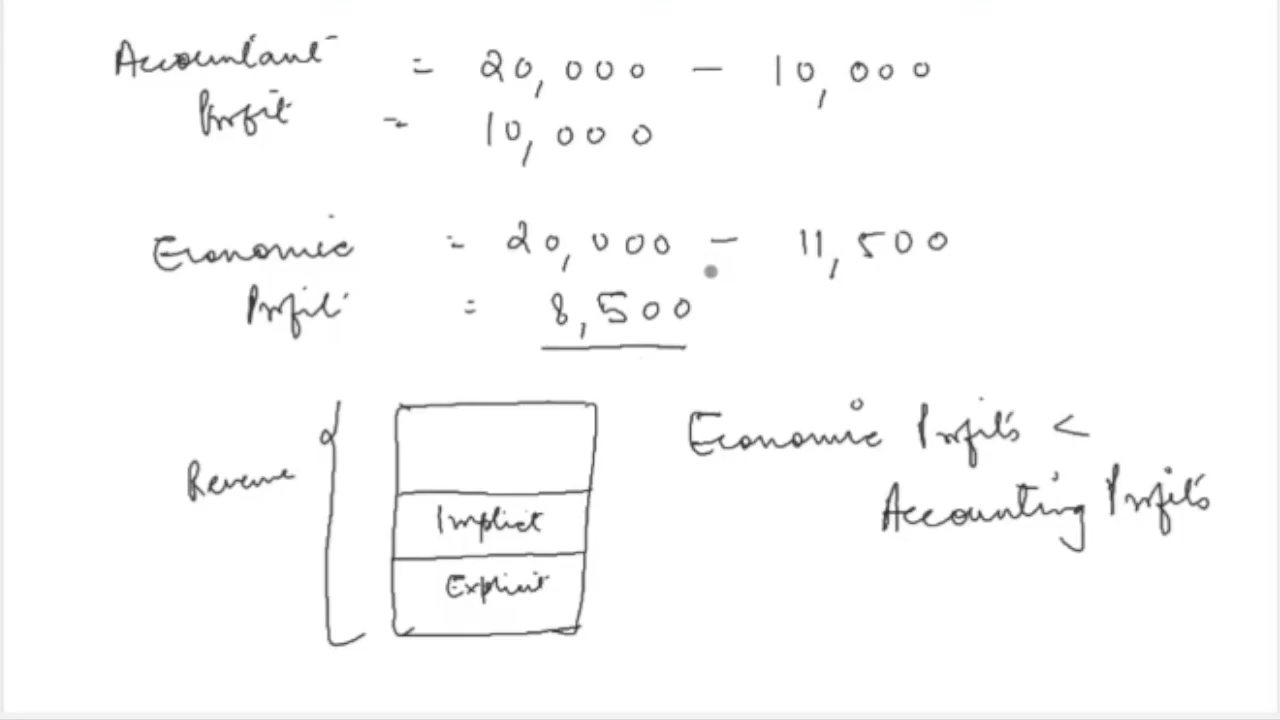 Accountant = 20,000 - 10,000
Profit = 10,000
Economic = 20,000 - 11,500
Profit = 8,500
Economic Profits <
Accounting Profits
Revenue
Implict
Explicit